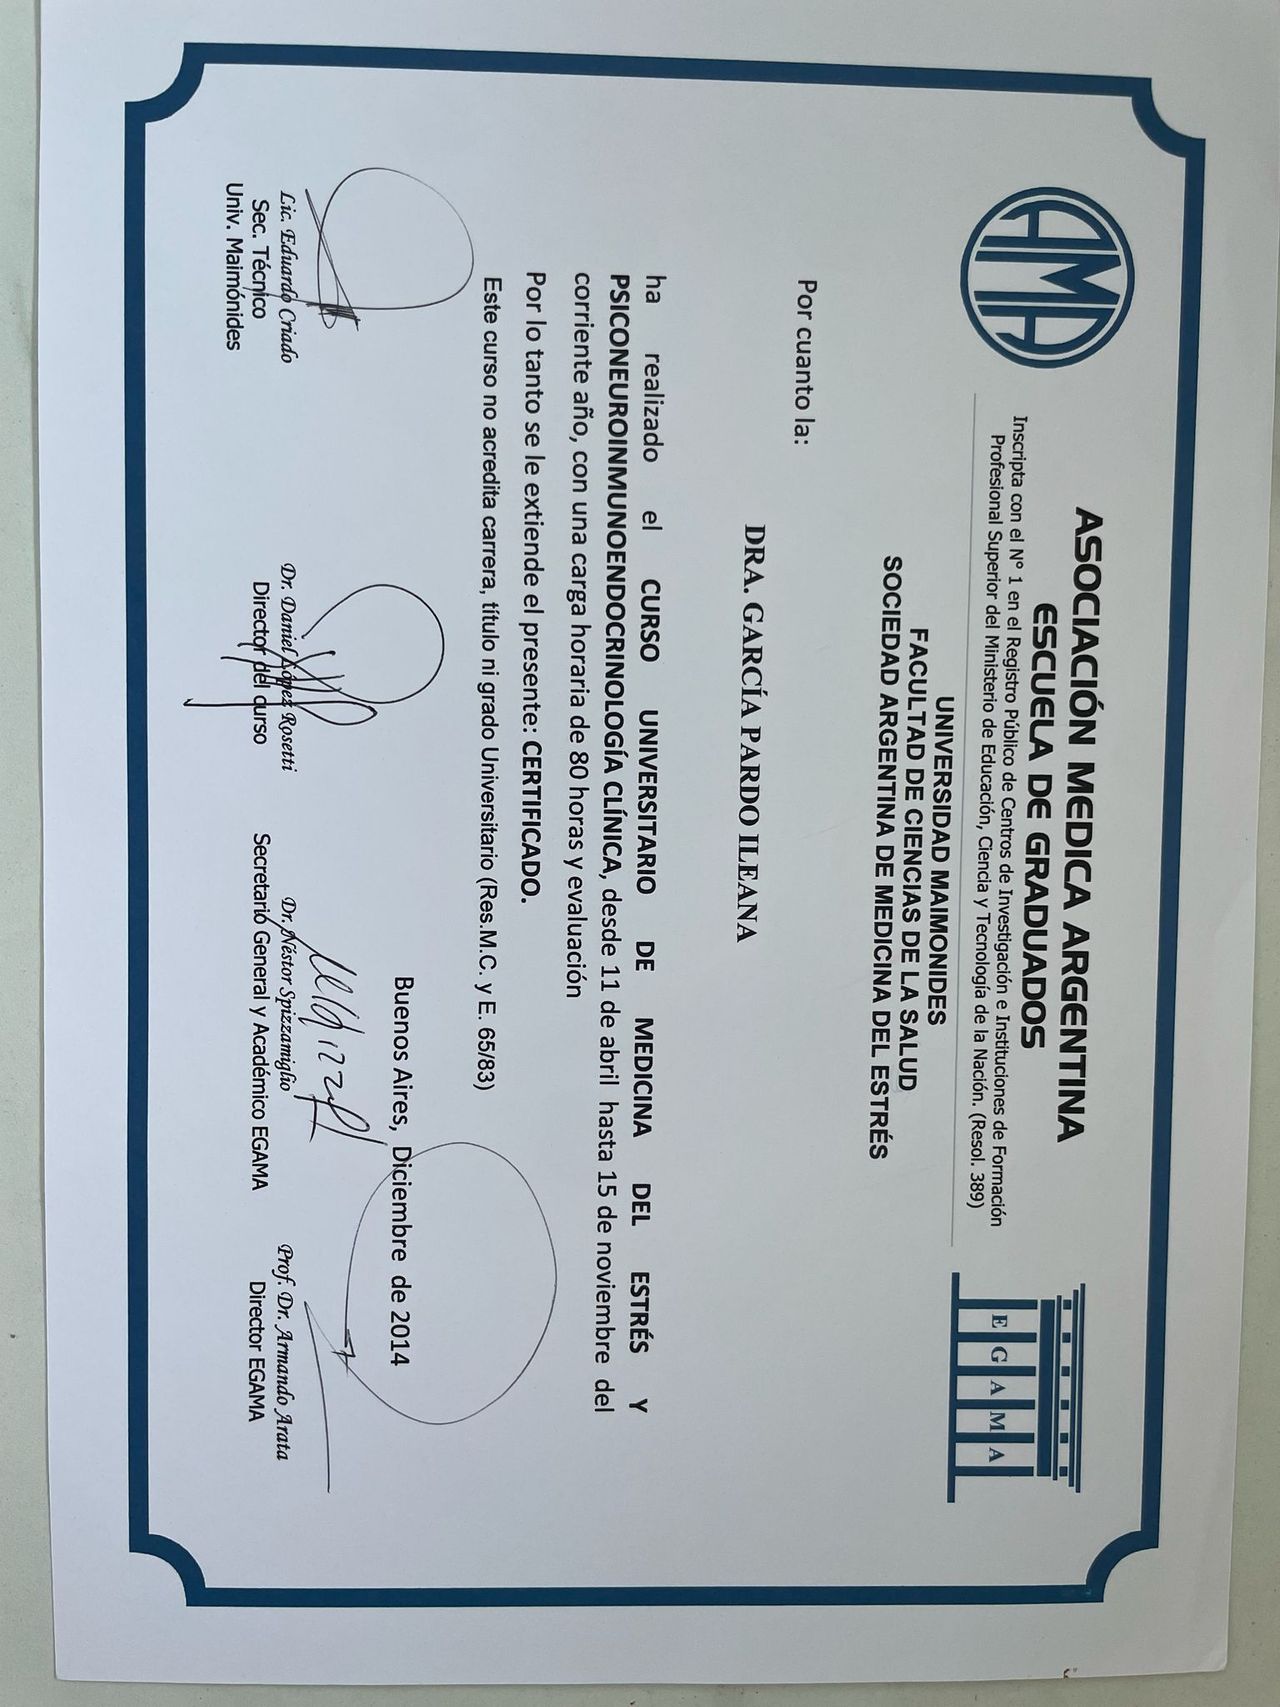 AMA
ASOCIACIÓN MEDICA ARGENTINA
ESCUELA DE GRADUADOS
Inscripta con el Nº 1 en el Registro Público de Centros de Investigación e Instituciones de Formación
Profesional Superior del Ministerio de Educación, Ciencia y Tecnología de la Nación. (Resol. 389)
EGAMA
UNIVERSIDAD MAIMONIDES
FACULTAD DE CIENCIAS DE LA SALUD
SOCIEDAD ARGENTINA DE MEDICINA DEL ESTRÉS
Por cuanto la:
DRA. GARCÍA PARDO ILEANA
ha realizado el CURSO UNIVERSITARIO DE MEDICINA DEL ESTRÉS Y
PSICONEUROINMUNOENDOCRINOLOGÍA CLÍNICA, desde 11 de abril hasta 15 de noviembre del
corriente año, con una carga horaria de 80 horas y evaluación
Por lo tanto se le extiende el presente: CERTIFICADO.
Este curso no acredita carrera, título ni grado Universitario (Res.M.C. y E. 65/83)
Buenos Aires, Diciembre de 2014
Lic. Eduardo Criado
Sec. Técnico
Univ. Maimónides
Dr. Daniel López Rosetti
Director del curso
Dr. Néstor Spizzamiglio
Secretario General y Académico EGAMA
Prof. Dr. Armando Arata
Director EGAMA